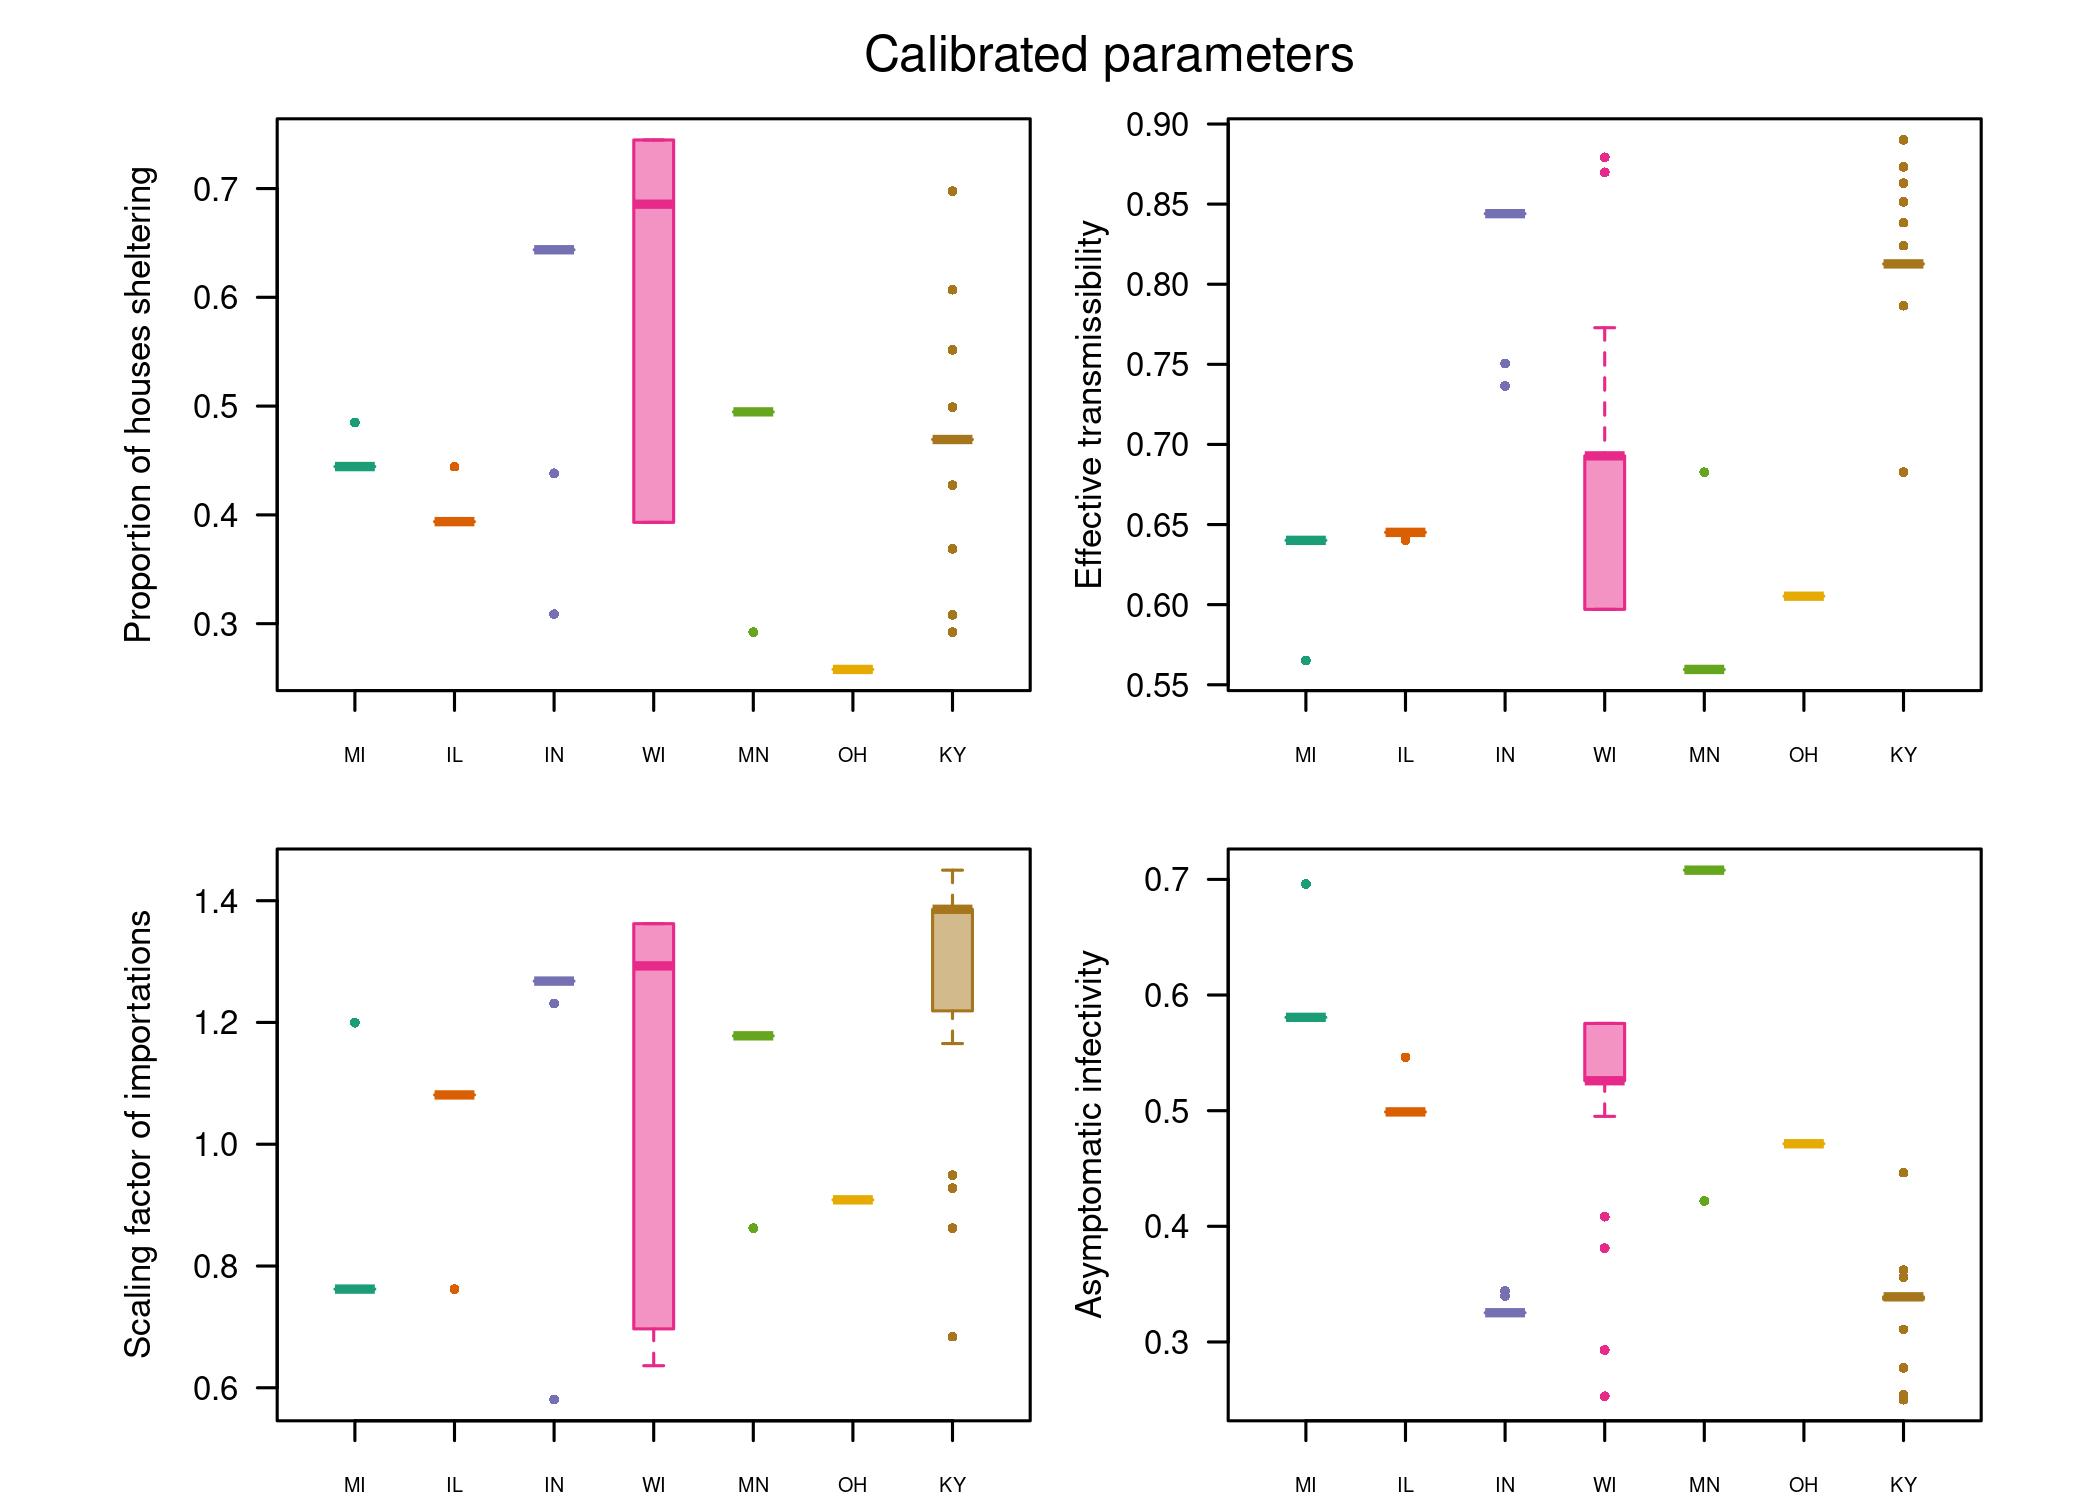 Calibrated parameters
Proportion of houses sheltering
0.7
0.6
0.5
0.4
0.3
MI IL IN WI MN OH KY
Effective transmissibility
0.90
0.85
0.80
0.75
0.70
0.65
0.60
0.55
MI IL IN WI MN OH KY
Scaling factor of importations
1.4
1.2
1.0
0.8
0.6
MI IL IN WI MN OH KY
Asymptomatic infectivity
0.7
0.6
0.5
0.4
0.3
MI IL IN WI MN OH KY